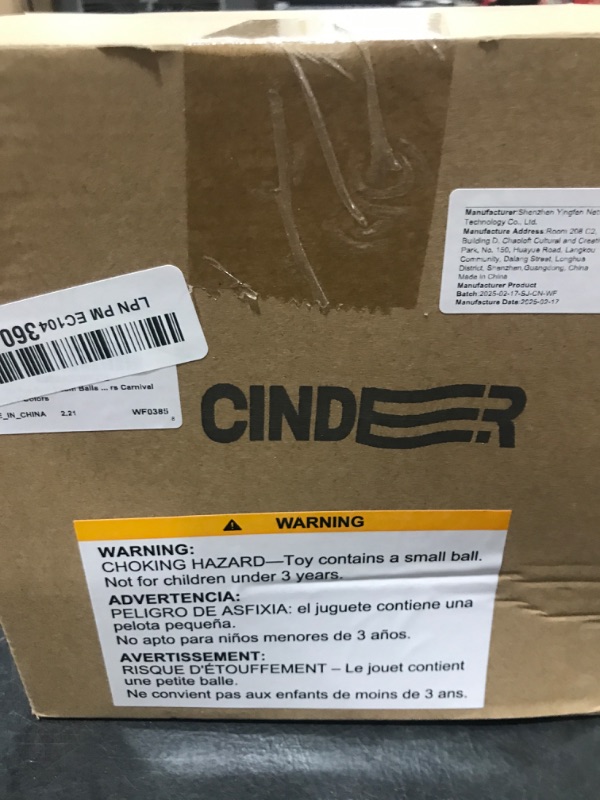 Manufacturer:Shenzhen Yingfen
Technology Co., Ltd.
Manufacture Address:Room 208 C2,
Building D, Chaoloft Cultural and
Park, No. 150, Huayue Road, Langkou
Community, Dalang Street, Longhua
District, Shenzhen,Guangdong, China
Made in China
Manufacturer Product
Batch:2025-02-17-SJ-CN-WF
Manufacture Date:2025-02-17
LPN PM EC104360
Balls ... rs Carnival
2.21
WF0385
CINDEER
WARNING
WARNING:
CHOKING HAZARD—Toy contains a small ball.
Not for children under 3 years.
ADVERTENCIA:
PELIGRO DE ASFIXIA: el juguete contiene una
pelota pequeña.
No apto para niños menores de 3 años.
AVERTISSEMENT:
RISQUE D'ÉTOUFFEMENT – Le jouet contient
une petite balle.
Ne convient pas aux enfants de moins de 3 ans.